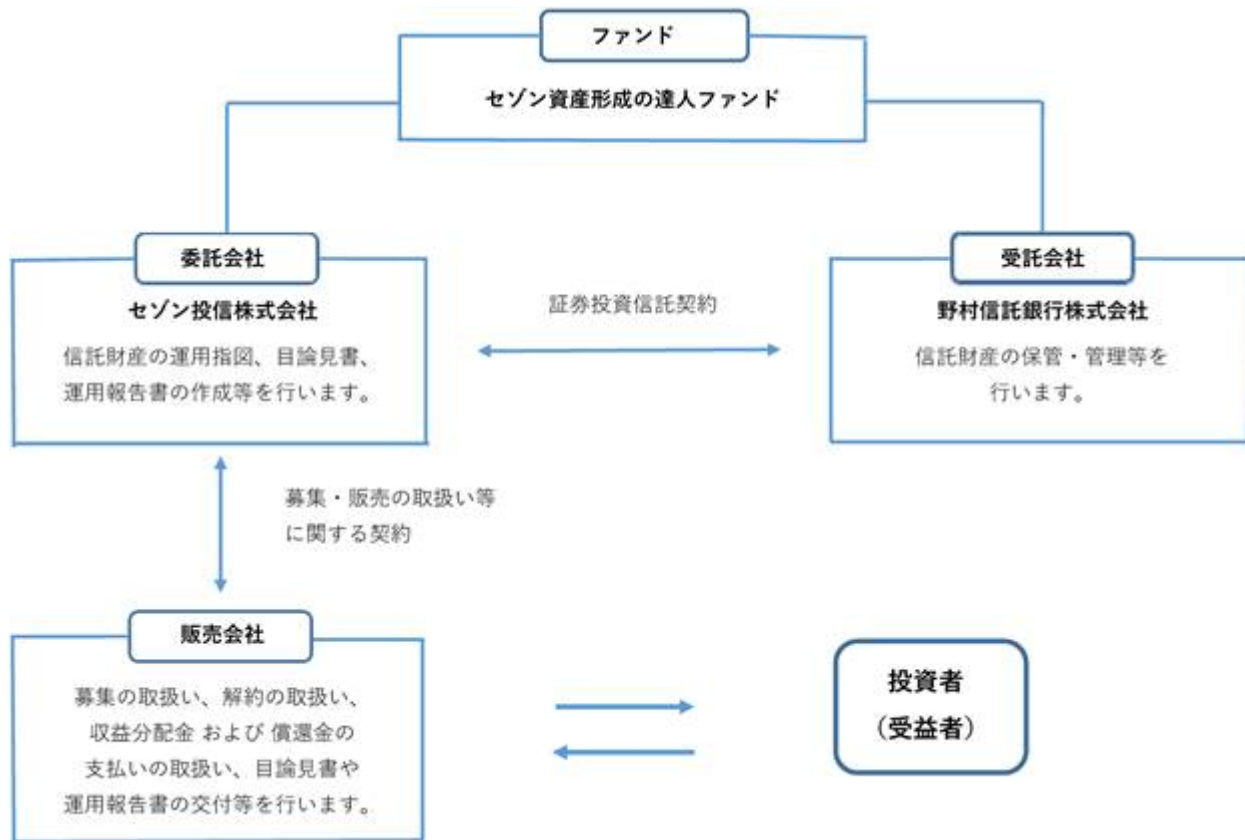 ファンド
セゾン資産形成の達人ファンド
委託会社
セゾン投信株式会社
信託財産の運用指図、目論見書、
運用報告書の作成等を行います。
証券投資信託契約
受託会社
野村信託銀行株式会社
信託財産の保管・管理等を
行います。
募集・販売の取扱い等
に関する契約
販売会社
募集の取扱い、解約の取扱い、
収益分配金 および 償還金の
支払いの取扱い、目論見書や
運用報告書の交付等を行います。
投資者
（受益者）